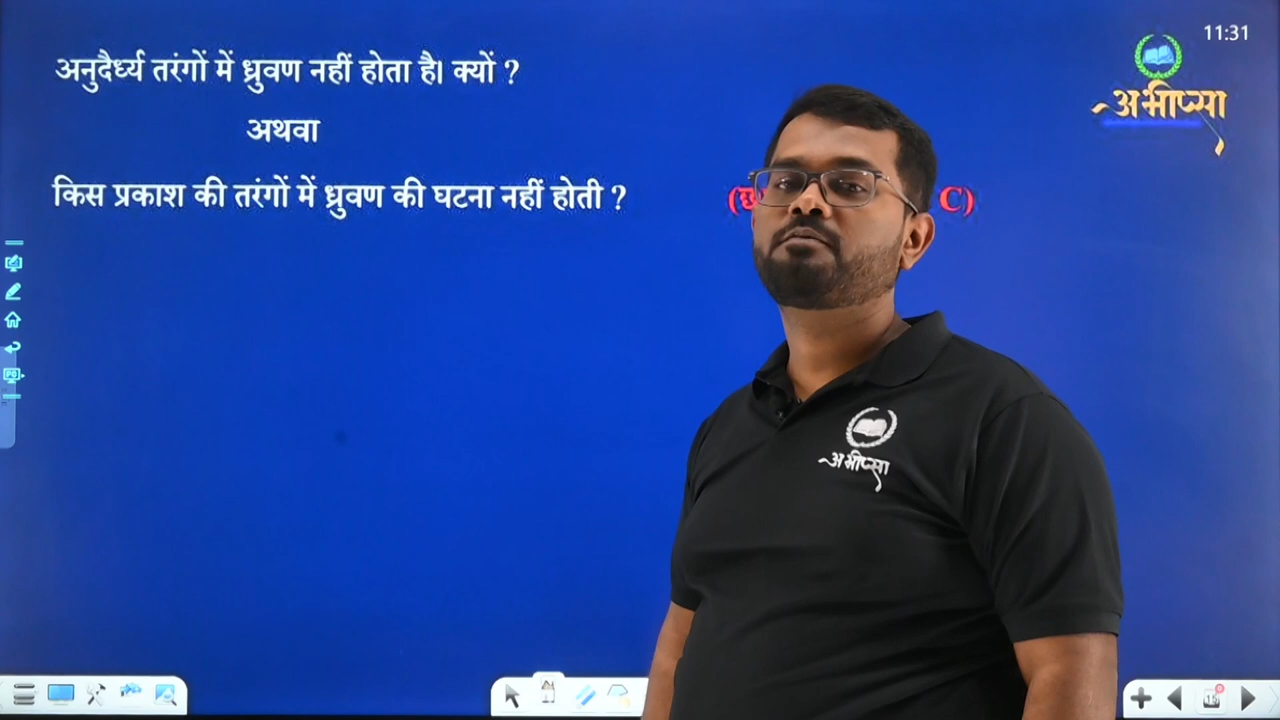 11:31
अनुदैर्ध्य तरंगों में ध्रुवण नहीं होता है। क्यों ?
अभीप्सा
अथवा
किस प्रकाश की तरंगों में ध्रुवण की घटना नहीं होती ?
C)
अभीप्सा